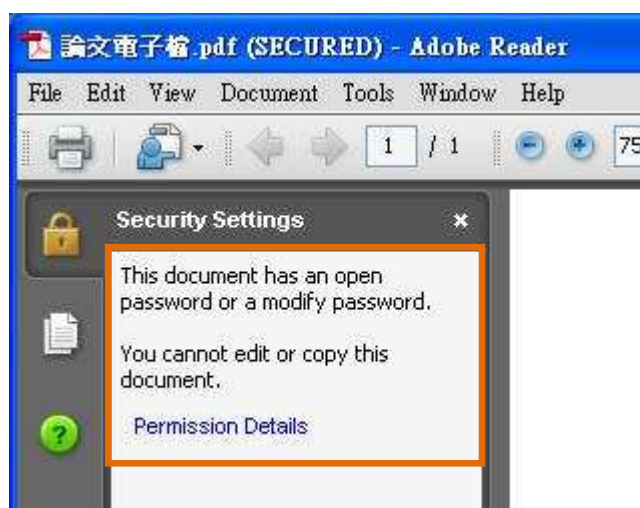 論文電子檔.pdf (SECURED) - Adobe Reader
File Edit View Document Tools Window Help
1 / 1 75
Security Settings ×
This document has an open
password or a modify password.
You cannot edit or copy this
document.
Permission Details